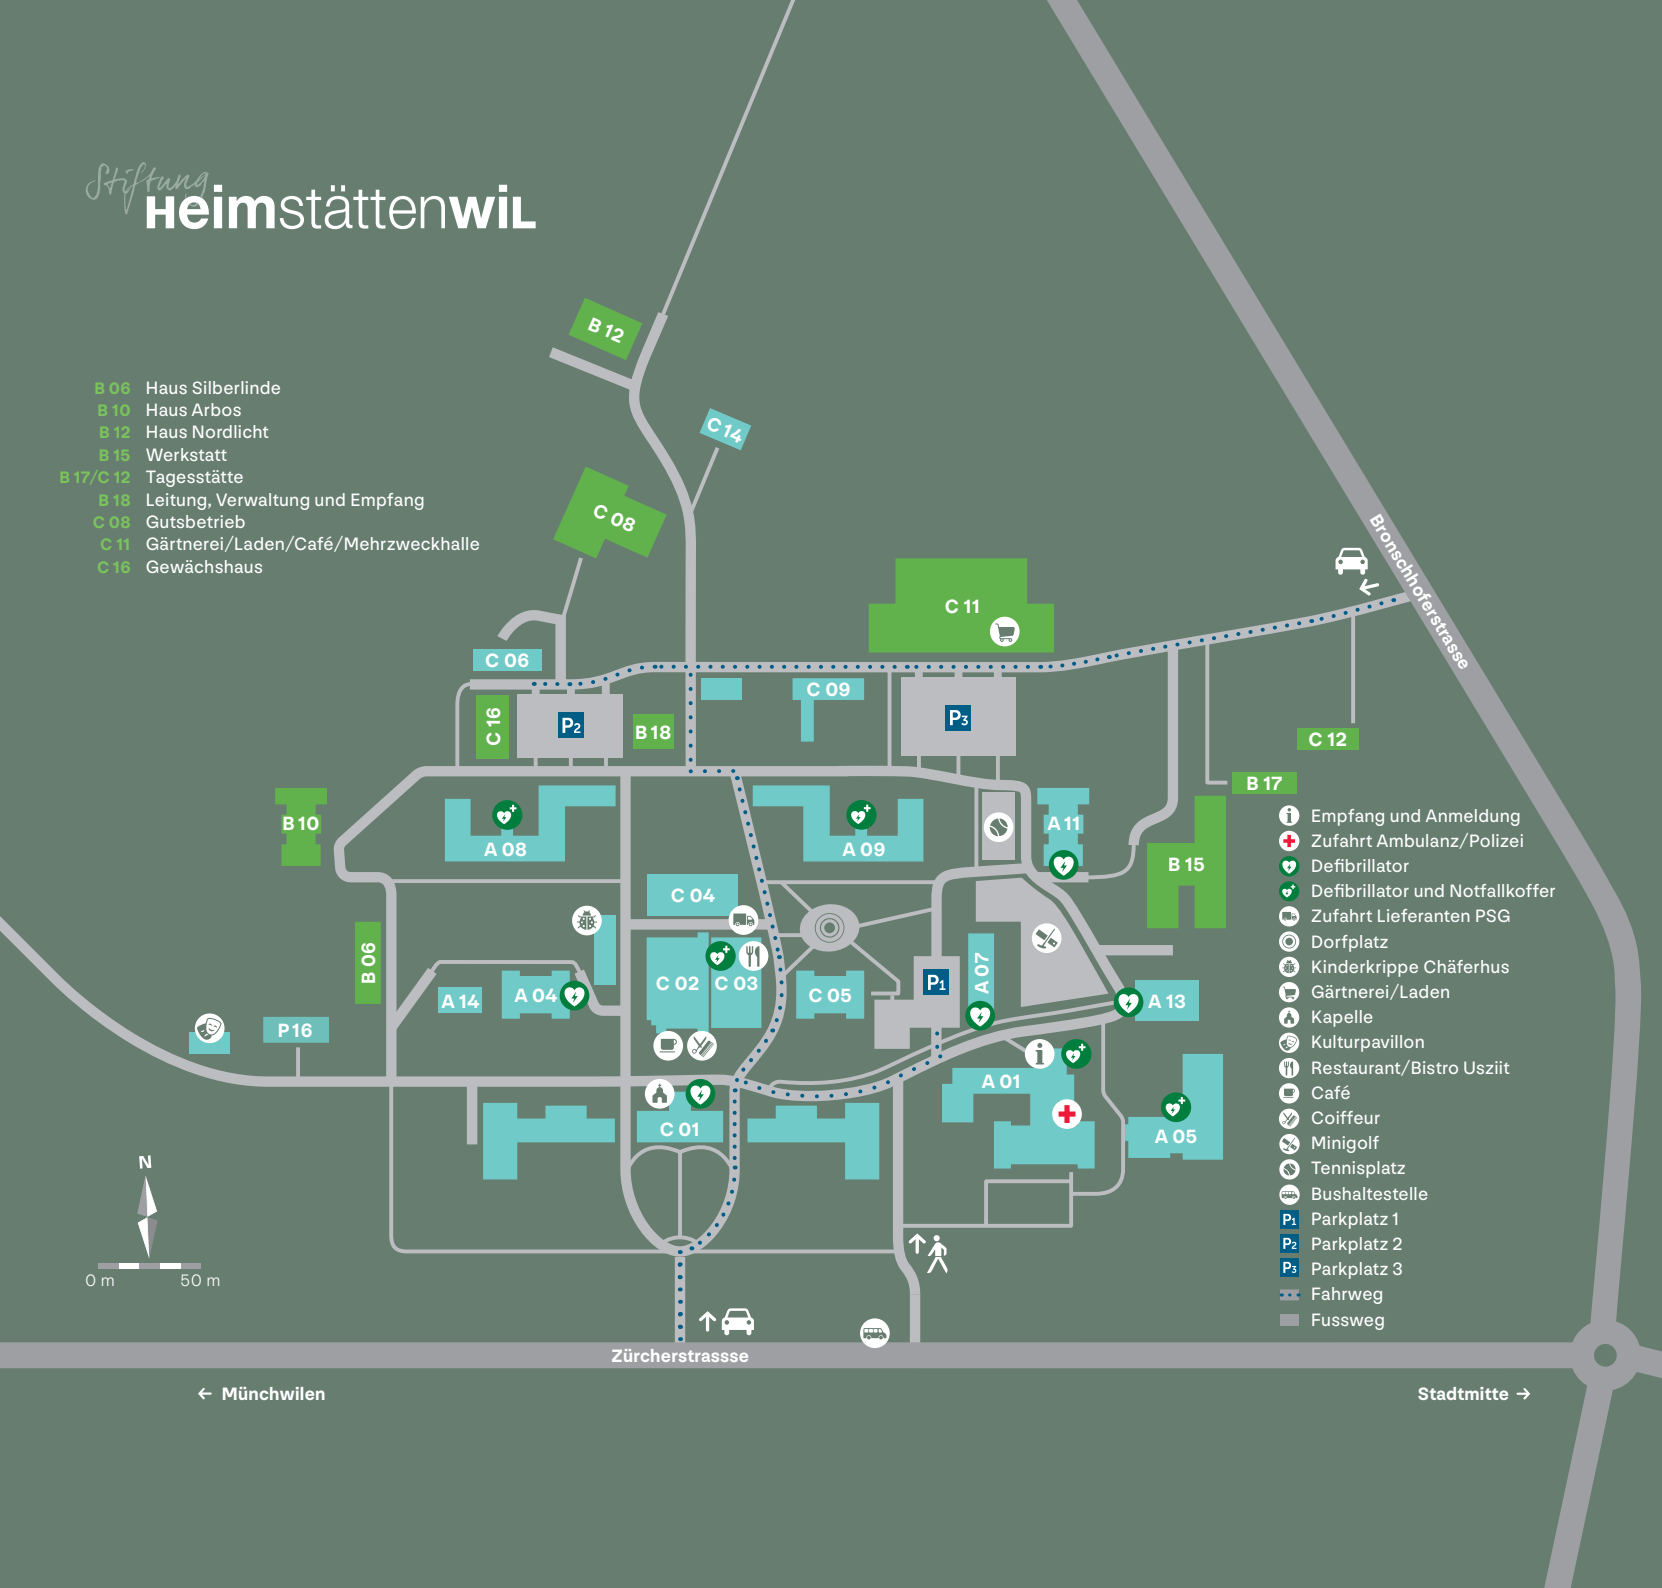 Stiftung
HeimstättenWiL
B 06 Haus Silberlinde
B 10 Haus Arbos
B 12 Haus Nordlicht
B 15 Werkstatt
B 17/C 12 Tagesstätte
B 18 Leitung, Verwaltung und Empfang
C 08 Gutsbetrieb
C 11 Gärtnerei/Laden/Café/Mehrzweckhalle
C 16 Gewächshaus
B 12
C 14
C 08
Bronschhoferstrasse
C 11
C 06
C 09
C 16
P2
B 18
P3
C 12
B 17
B 10
A 08
A 09
A 11
B 15
C 04
B 06
A 14
A 04
C 02
C 03
C 05
P1
A 07
A 13
P 16
A 01
C 01
A 05
i Empfang und Anmeldung
Zufahrt Ambulanz/Polizei
Defibrillator
Defibrillator und Notfallkoffer
Zufahrt Lieferanten PSG
Dorfplatz
Kinderkrippe Chäferhus
Gärtnerei/Laden
Kapelle
Kulturpavillon
Restaurant/Bistro Usziit
Café
Coiffeur
Minigolf
Tennisplatz
Bushaltestelle
P1 Parkplatz 1
P2 Parkplatz 2
P3 Parkplatz 3
Fahrweg
Fussweg
i
N
0 m 50 m
Zürcherstrassse
← Münchwilen
Stadtmitte →